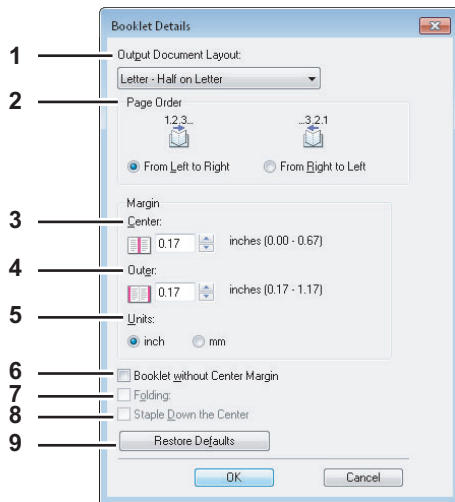 Booklet Details
1 Output Document Layout:
Letter - Half on Letter
2 Page Order
1.2.3... ...3.2.1
From Left to Right From Right to Left
Margin
3 Center:
0.17 inches (0.00 - 0.67)
4 Outer:
0.17 inches (0.17 - 1.17)
5 Units:
inch mm
6 Booklet without Center Margin
7 Folding:
8 Staple Down the Center
9 Restore Defaults
OK Cancel